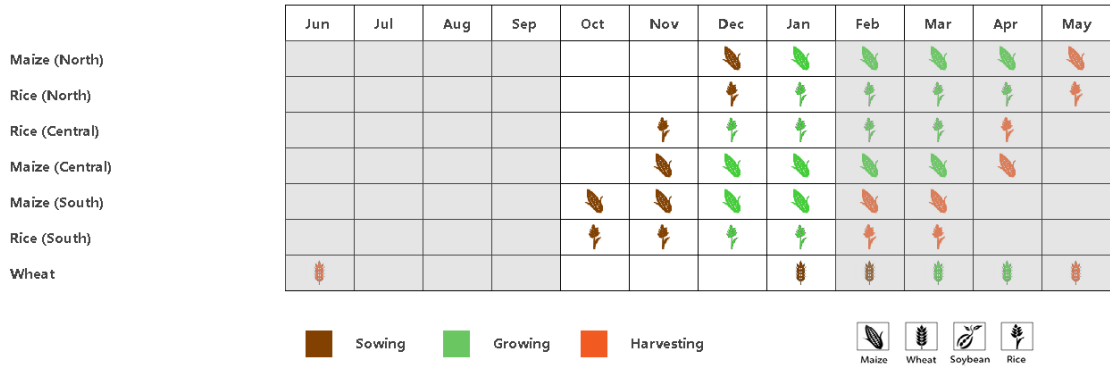 Jun Jul Aug Sep Oct Nov Dec Jan Feb Mar Apr May
Maize (North)
Rice (North)
Rice (Central)
Maize (Central)
Maize (South)
Rice (South)
Wheat
Sowing Growing Harvesting
Maize Wheat Soybean Rice